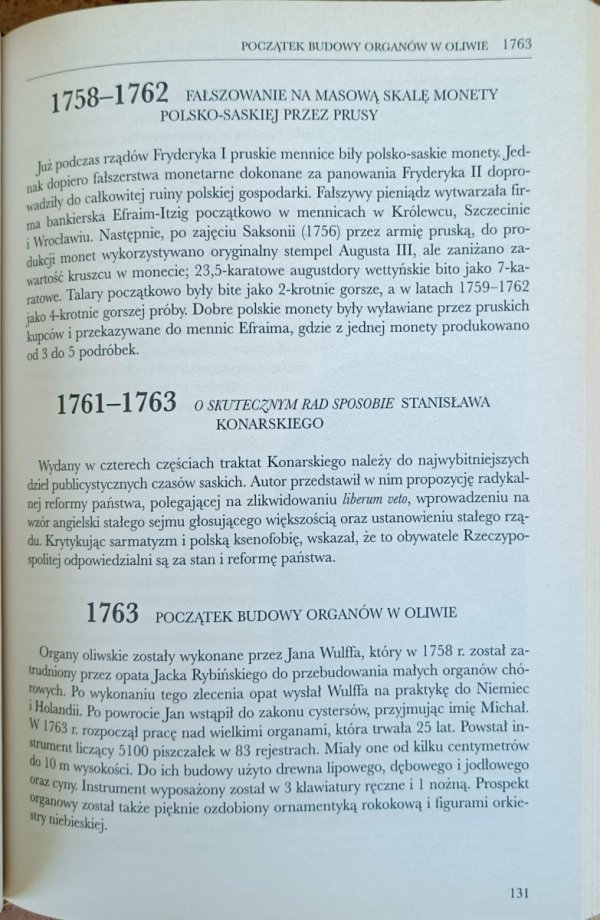 POCZĄTEK BUDOWY ORGANÓW W OLIWIE 1763
1758–1762 FAŁSZOWANIE NA MASOWĄ SKALĘ MONETY
POLSKO-SASKIEJ PRZEZ PRUSY
Już podczas rządów Fryderyka I pruskie mennice biły polsko-saskie monety. Jed-
nak dopiero fałszerstwa monetarne dokonane za panowania Fryderyka II dopro-
wadziły do całkowitej ruiny polskiej gospodarki. Fałszywy pieniądz wytwarzała fir-
ma bankierska Efraim-Itzig początkowo w mennicach w Królewcu, Szczecinie
i Wrocławiu. Następnie, po zajęciu Saksonii (1756) przez armię pruską, do pro-
dukcji monet wykorzystywano oryginalny stempel Augusta III, ale zaniżano za-
wartość kruszcu w monecie; 23,5-karatowe augustdory wettyńskie bito jako 7-ka-
ratowe. Talary początkowo były bite jako 2-krotnie gorsze, a w latach 1759–1762
jako 4-krotnie gorszej próby. Dobre polskie monety były wyławiane przez pruskich
kupców i przekazywane do mennic Efraima, gdzie z jednej monety produkowano
od 3 do 5 podróbek.
1761–1763 O SKUTECZNYM RAD SPOSOBIE STANISŁAWA
KONARSKIEGO
Wydany w czterech częściach traktat Konarskiego należy do najwybitniejszych
dzieł publicystycznych czasów saskich. Autor przedstawił w nim propozycję radykal-
nej reformy państwa, polegającej na zlikwidowaniu liberum veto, wprowadzeniu na
wzór angielski stałego sejmu głosującego większością oraz ustanowieniu stałego rzą-
du. Krytykując sarmatyzm i polską ksenofobię, wskazał, że to obywatele Rzeczypo-
spolitej odpowiedzialni są za stan i reformę państwa.
1763 POCZĄTEK BUDOWY ORGANÓW W OLIWIE
Organy oliwskie zostały wykonane przez Jana Wulffa, który w 1758 r. został za-
trudniony przez opata Jacka Rybińskiego do przebudowania małych organów chó-
rowych. Po wykonaniu tego zlecenia opat wysłał Wulffa na praktykę do Niemiec
i Holandii. Po powrocie Jan wstąpił do zakonu cystersów, przyjmując imię Michał.
W 1763 r. rozpoczął pracę nad wielkimi organami, która trwała 25 lat. Powstał in-
strument liczący 5100 piszczałek w 83 rejestrach. Miały one od kilku centymetrów
do 10 m wysokości. Do ich budowy użyto drewna lipowego, dębowego i jodłowego
oraz cyny. Instrument wyposażony został w 3 klawiatury ręczne i 1 nożną. Prospekt
organowy został także pięknie ozdobiony ornamentyką rokokową i figurami orkie-
stry niebieskiej.
131